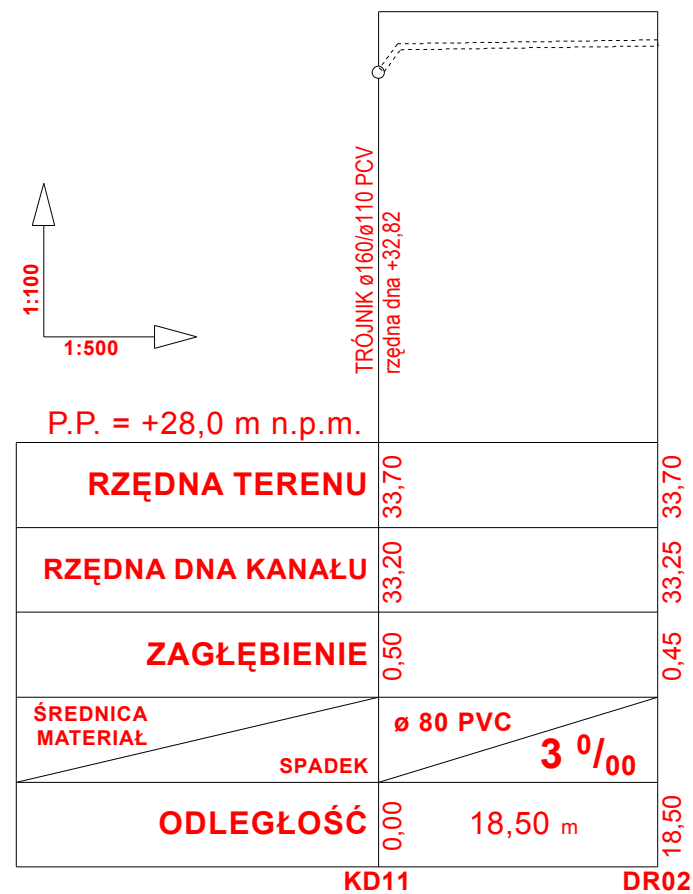 TRÓJNIK ø160/ø110 PCV
rzędna dna +32,82
1:100
1:500
P.P. = +28,0 m n.p.m.
RZĘDNA TERENU 33,70 33,70
RZĘDNA DNA KANAŁU 33,20 33,25
ZAGŁĘBIENIE 0,50 0,45
ŚREDNICA
MATERIAŁ
SPADEK
ø 80 PVC
3 0/00
ODLEGŁOŚĆ 0,00 18,50 m 18,50
KD11 DR02